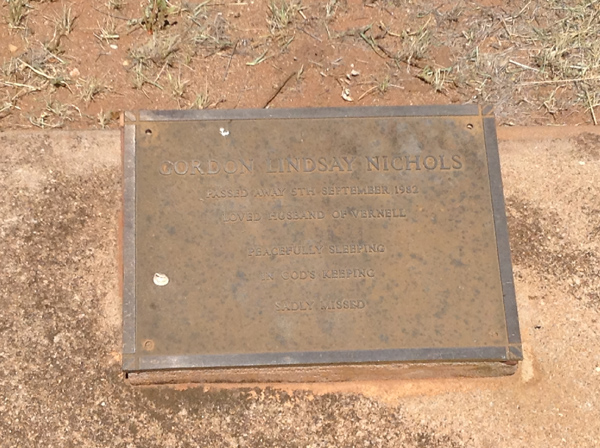 GORDON LINDSAY NICHOLS
PASSED AWAY 5TH SEPTEMBER 1982
LOVED HUSBAND OF VERNELL
PEACEFULLY SLEEPING
IN GOD'S KEEPING
SADLY MISSED